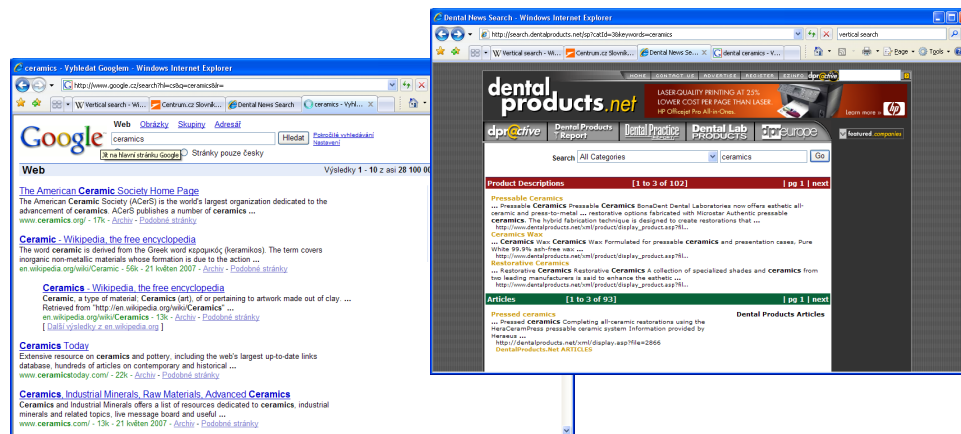 ceramics - Vyhledat Googlem - Windows Internet Explorer
http://www.google.cz/search?hl=cs&q=ceramics&lr=
Vertical search - Wi...
Centrum.cz Slovník...
Dental News Search
ceramics - Vyhl...
Google
Web Obrázky Skupiny Adresář
ceramics
Hledat
Pokročilé vyhledávání
Nastavení
Jít na hlavní stránku Google
Stránky pouze česky
Web
Výsledky 1 - 10 z asi 28 100 00
The American Ceramic Society Home Page
The American Ceramic Society (ACerS) is the world's largest organization dedicated to the
advancement of ceramics. ACerS publishes a number of ceramics ...
www.ceramics.org/ - 17k - Archiv - Podobné stránky
Ceramic - Wikipedia, the free encyclopedia
The word ceramic is derived from the Greek word κεραμικός (keramikos). The term covers
inorganic non-metallic materials whose formation is due to the action ...
en.wikipedia.org/wiki/Ceramic - 56k - 21 květen 2007 - Archiv - Podobné stránky
Ceramics - Wikipedia, the free encyclopedia
Ceramic, a type of material; Ceramics (art), of or pertaining to artwork made out of clay. ...
Retrieved from "http://en.wikipedia.org/wiki/Ceramics" ...
en.wikipedia.org/wiki/Ceramics - 13k - Archiv - Podobné stránky
[ Další výsledky z en.wikipedia.org ]
Ceramics Today
Extensive resource on ceramics and pottery, including the web's largest up-to-date links
database, hundreds of articles on contemporary and historical ...
www.ceramicstoday.com/ - 22k - Archiv - Podobné stránky
Ceramics, Industrial Minerals, Raw Materials, Advanced Ceramics
Ceramics and Industrial Minerals offers a list of resources dedicated to ceramics, industrial
minerals and related topics, live message board and useful ...
www.ceramics.com/ - 13k - 21 květen 2007 - Archiv - Podobné stránky
Dental News Search - Windows Internet Explorer
http://search.dentalproducts.net/sp?catId=3&keywords=ceramics
vertical search
Vertical search - Wi...
Centrum.cz Slovník...
Dental News Se...
dental ceramics - V...
Page
Tools
HOME CONTACT US ADVERTISE REGISTER EZINFO dpractive
dental
products.net
LASER-QUALITY PRINTING AT 25%
LOWER COST PER PAGE THAN LASER.
HP Officejet Pro All-in-Ones.
Learn more »
hp
dpr@ctive
Dental Products
Report
Dental Practice
REPORT
Dental Lab
PRODUCTS
dpreurope
featured companies
Search All Categories
ceramics
Go
Product Descriptions [1 to 3 of 102] | pg 1 | next
Pressable Ceramics
... Pressable Ceramics Pressable Ceramics BonaDent Dental Laboratories now offers esthetic all-
ceramic and press-to-metal ... restorative options fabricated with Microstar Authentic pressable
ceramics. The hybrid fabrication technique is designed to create restorations that ...
http://www.dentalproducts.net/xml/product/display_product.asp?fil...
Ceramics Wax
... Ceramics Wax Ceramics Wax Formulated for pressable ceramics and presentation cases, Pure
White 99.9% ash-free wax ...
http://www.dentalproducts.net/xml/product/display_product.asp?fil...
Restorative Ceramics
... Restorative Ceramics Restorative Ceramics A collection of specialized shades and ceramics from
two leading manufacturers is said to enhance the esthetic ...
http://www.dentalproducts.net/xml/product/display_product.asp?fil...
Articles [1 to 3 of 93] | pg 1 | next
Pressed ceramics
Dental Products Articles
... Pressed ceramics Completing all-ceramic restorations using the
HeraCeramPress pressable ceramic system Information provided by
Heraeus ...
http://dentalproducts.net/xml/display.asp?file=2866
DentalProducts.Net ARTICLES